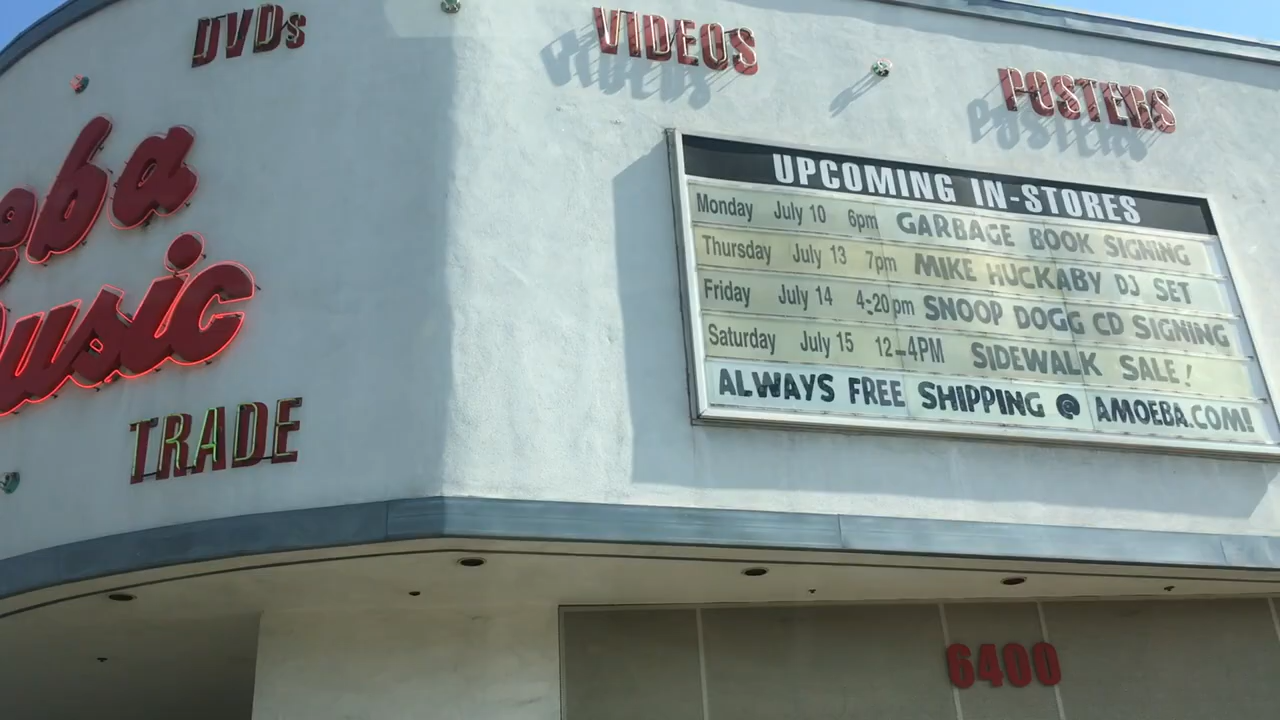 DVDs
VIDEOS
POSTERS
oeba
Music
TRADE
UPCOMING IN-STORES
Monday July 10 6pm GARBAGE BOOK SIGNING
Thursday July 13 7pm MIKE HUCKABY DJ SET
Friday July 14 4:20pm SNOOP DOGG CD SIGNING
Saturday July 15 12-4PM SIDEWALK SALE!
ALWAYS FREE SHIPPING @ AMOEBA.COM!
6400